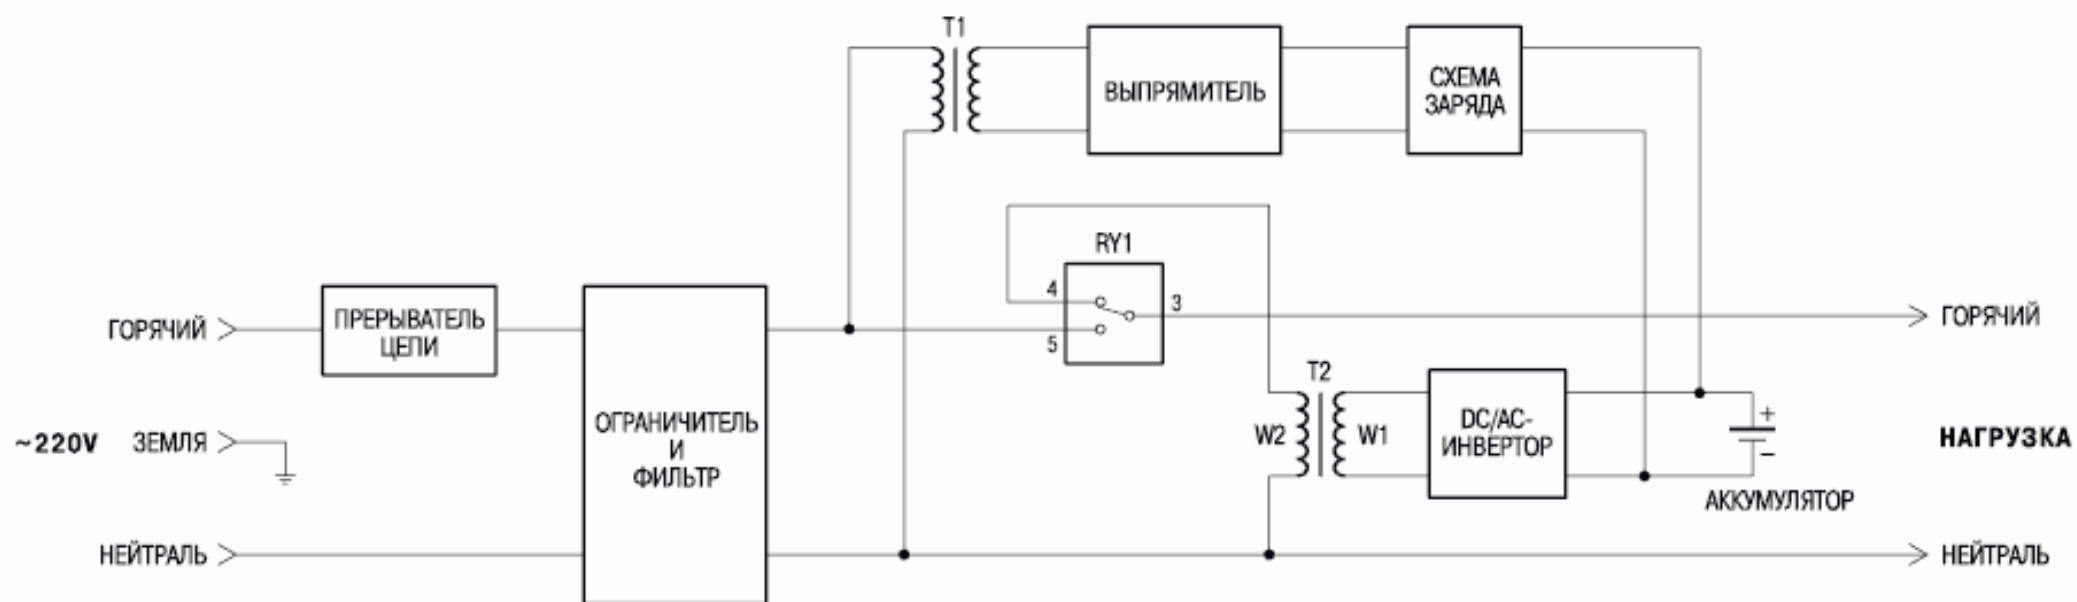 T1
ВЫПРЯМИТЕЛЬ
СХЕМА
ЗАРЯДА
RY1
4
3
5
ГОРЯЧИЙ
ПРЕРЫВАТЕЛЬ
ЦЕПИ
ГОРЯЧИЙ
T2
~220V
ЗЕМЛЯ
ОГРАНИЧИТЕЛЬ
И
ФИЛЬТР
W2
W1
DC/AC-
ИНВЕРТОР
+
−
НАГРУЗКА
АККУМУЛЯТОР
НЕЙТРАЛЬ
НЕЙТРАЛЬ